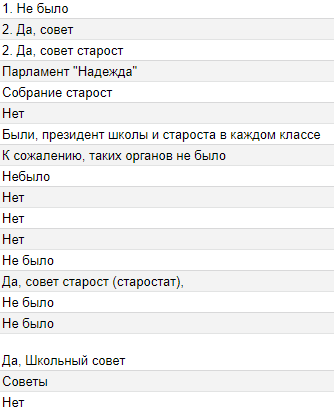 1. Не было
2. Да, совет
2. Да, совет старост
Парламент "Надежда"
Собрание старост
Нет
Были, президент школы и староста в каждом классе
К сожалению, таких органов не было
Небыло
Нет
Нет
Нет
Не было
Да, совет старост (старостат),
Не было
Не было
Да, Школьный совет
Советы
Нет